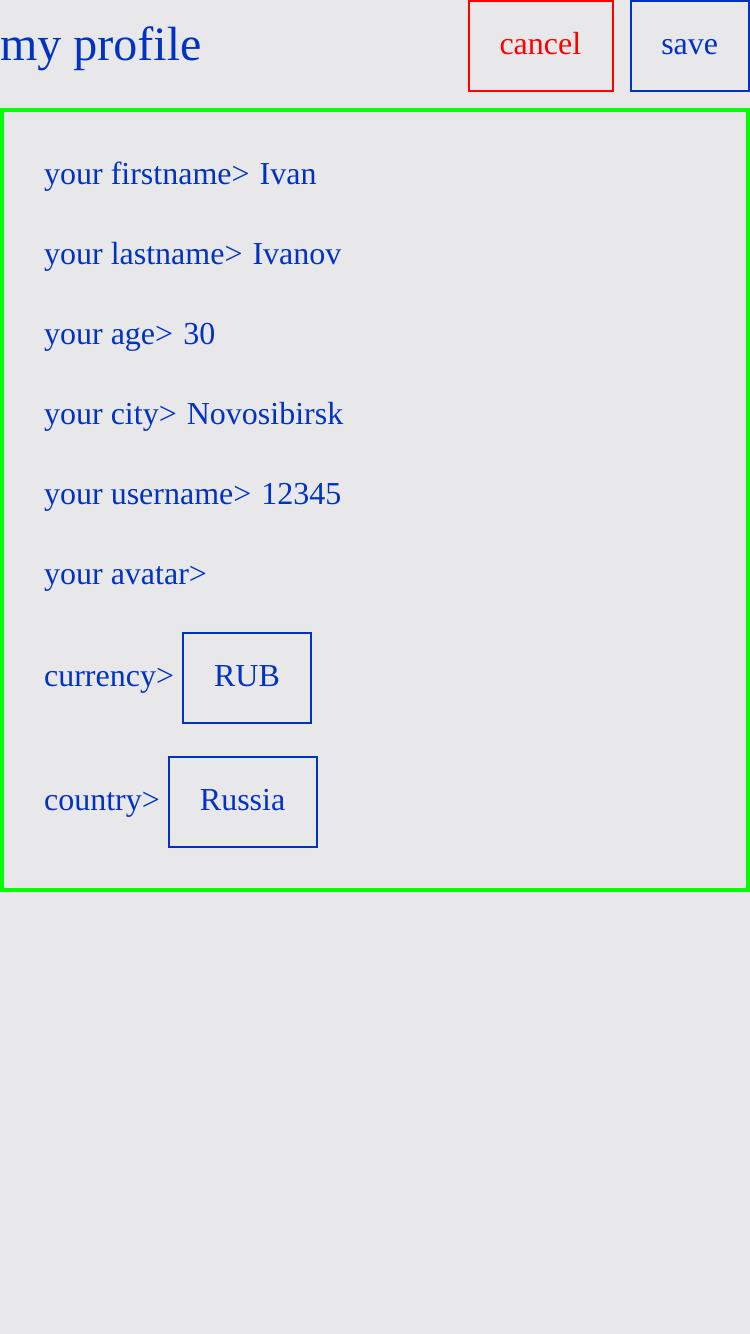 my profile cancel save
your firstname> Ivan
your lastname> Ivanov
your age> 30
your city> Novosibirsk
your username> 12345
your avatar>
currency> RUB
country> Russia